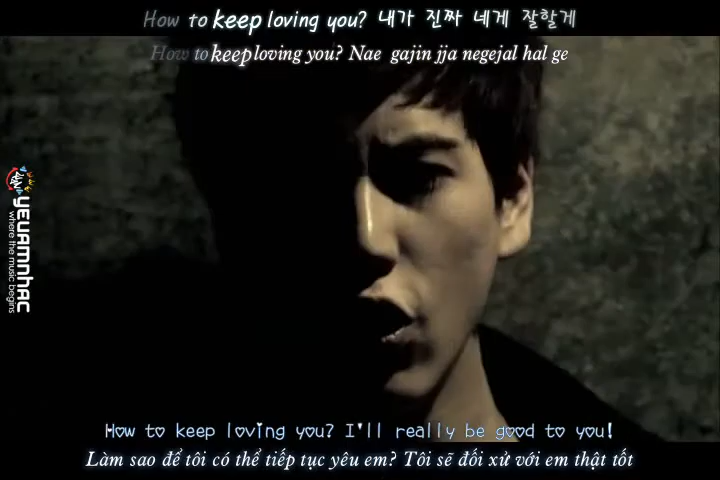 How to keep loving you? 내가 진짜 네게 잘할게
How to keep loving you? Nae gajin jja negejal hal ge
YEUAMNHAC
where the music begins
How to keep loving you? I'll really be good to you!
Làm sao để tôi có thể tiếp tục yêu em? Tôi sẽ đối xử với em thật tốt